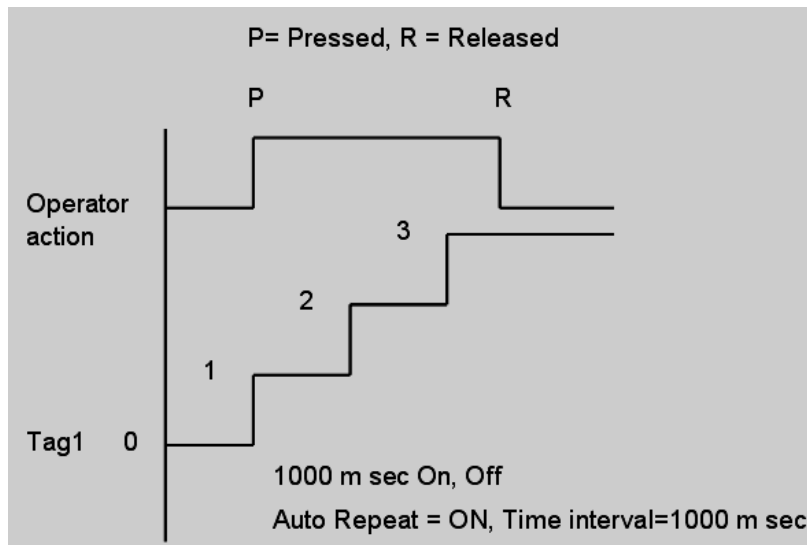 P= Pressed, R = Released
P
R
Operator
action
3
2
1
Tag1 0
1000 m sec On, Off
Auto Repeat = ON, Time interval=1000 m sec